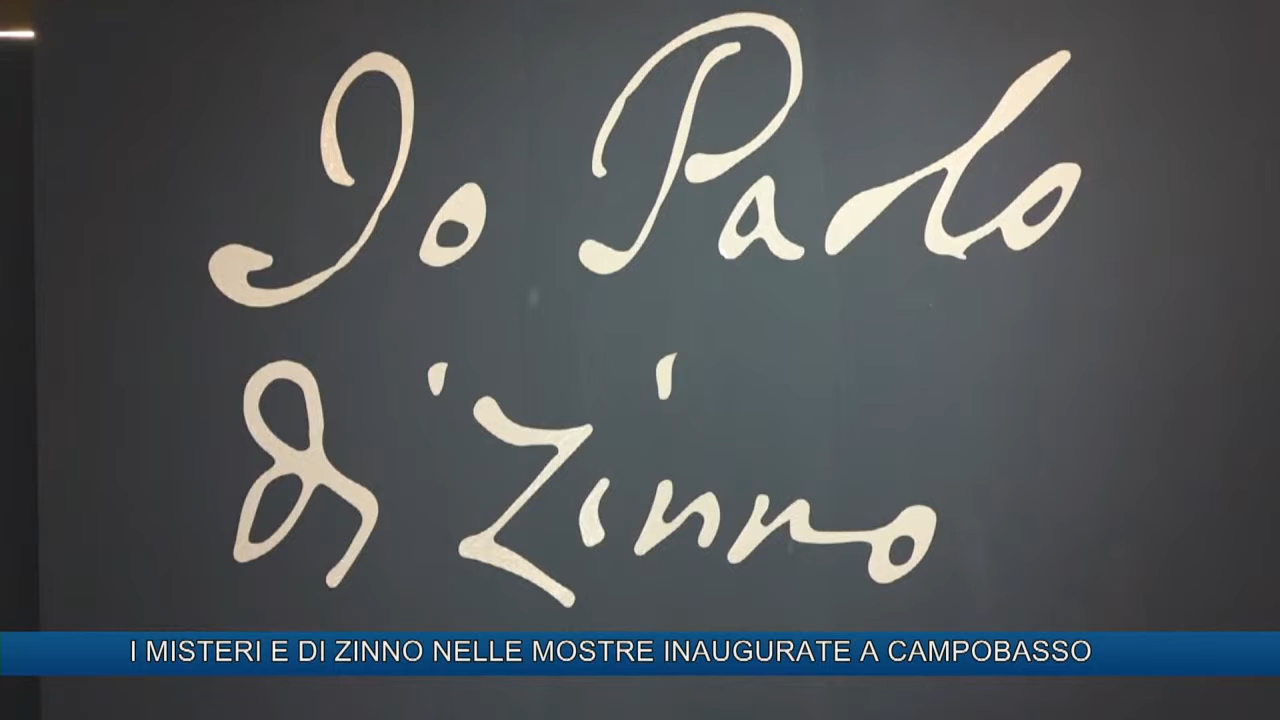 Io Paolo
di Zinno
I MISTERI E DI ZINNO NELLE MOSTRE INAUGURATE A CAMPOBASSO